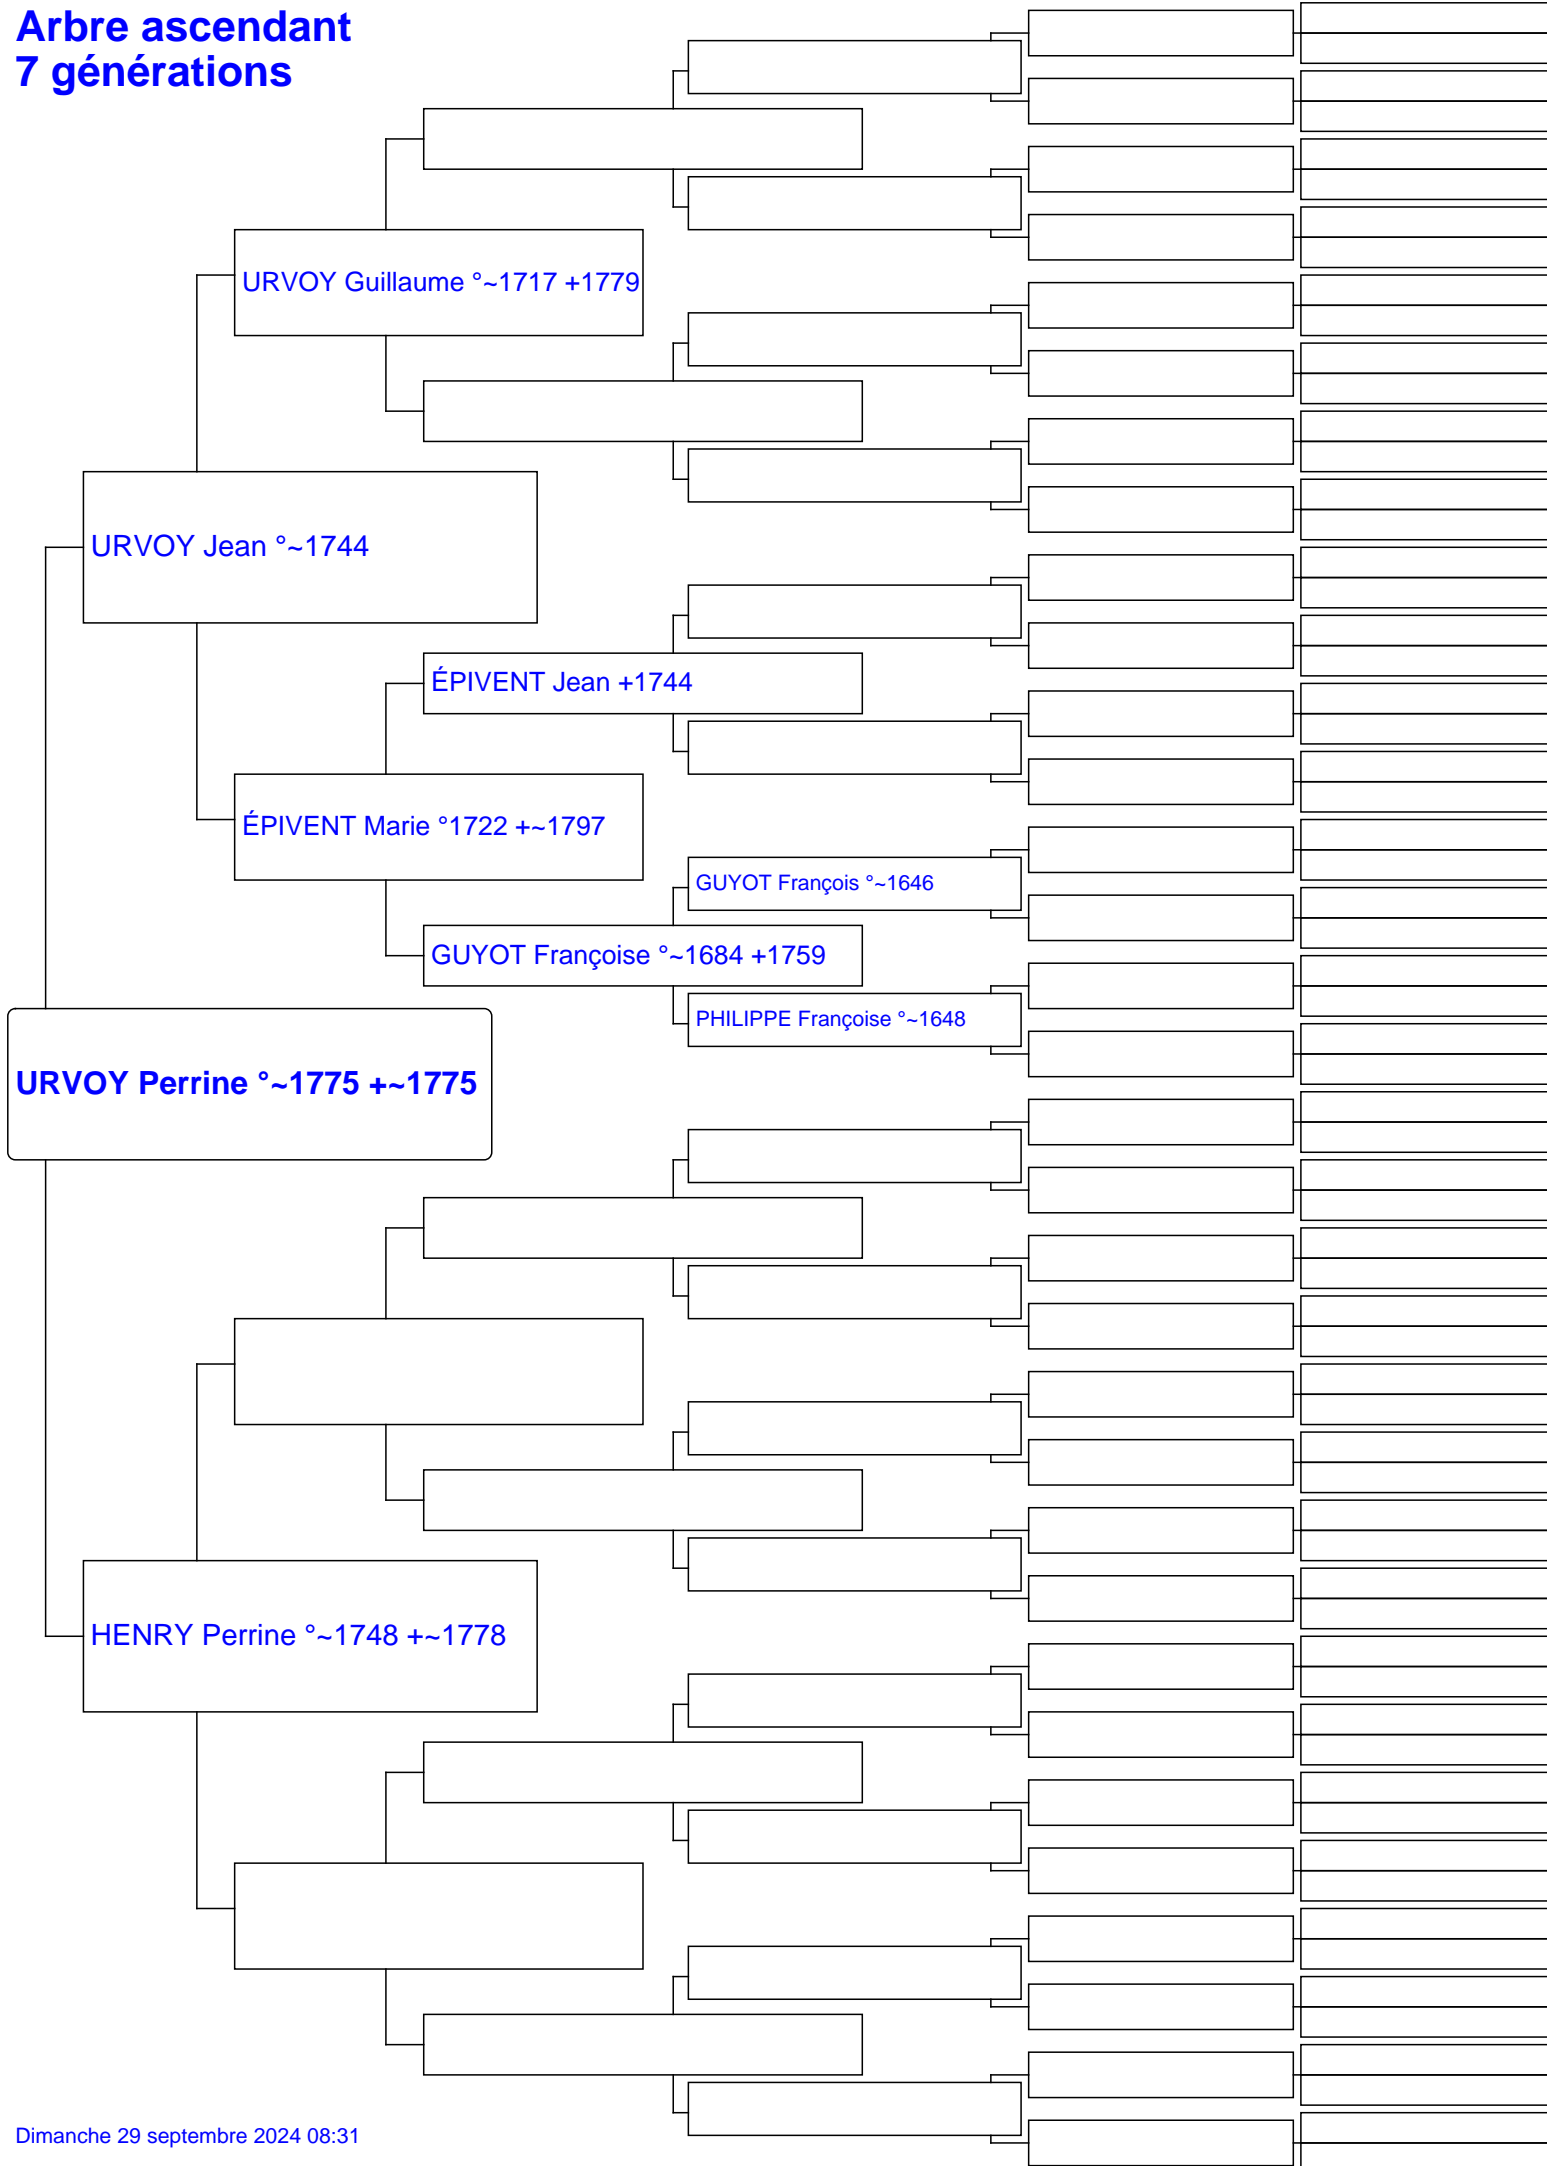 Arbre ascendant
7 générations
URVOY Guillaume °~1717 +1779
URVOY Jean °~1744
ÉPIVENT Jean +1744
ÉPIVENT Marie °1722 +~1797
GUYOT François °~1646
GUYOT Françoise °~1684 +1759
PHILIPPE Françoise °~1648
URVOY Perrine °~1775 +~1775
HENRY Perrine °~1748 +~1778
Dimanche 29 septembre 2024 08:31